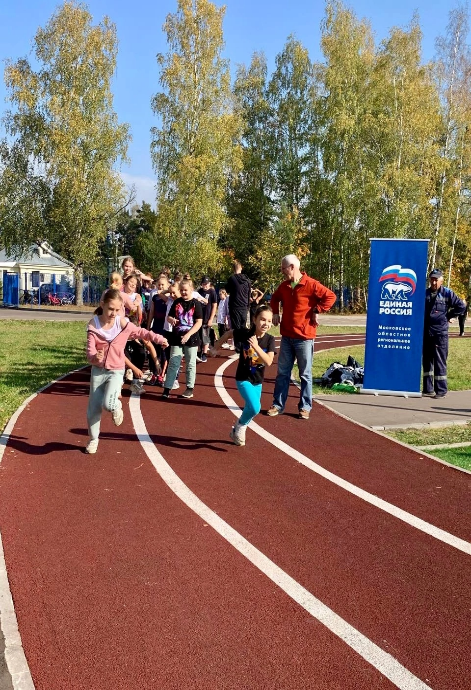 ЕДИНАЯ
РОССИЯ
Московское
областное
региональное
отделение